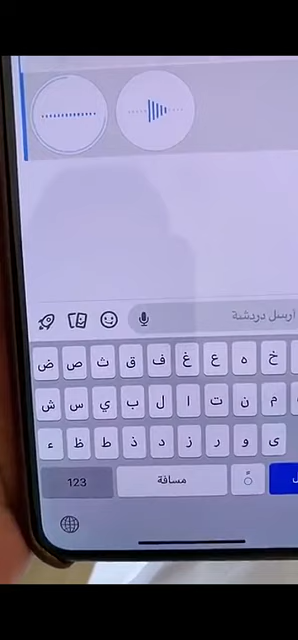 ارسل دردشة
ض ص ث ق ف غ ع ه خ
ش س ي ب ل ا ت ن م
ء ظ ط ذ د ز ر و ى
123 مسافة